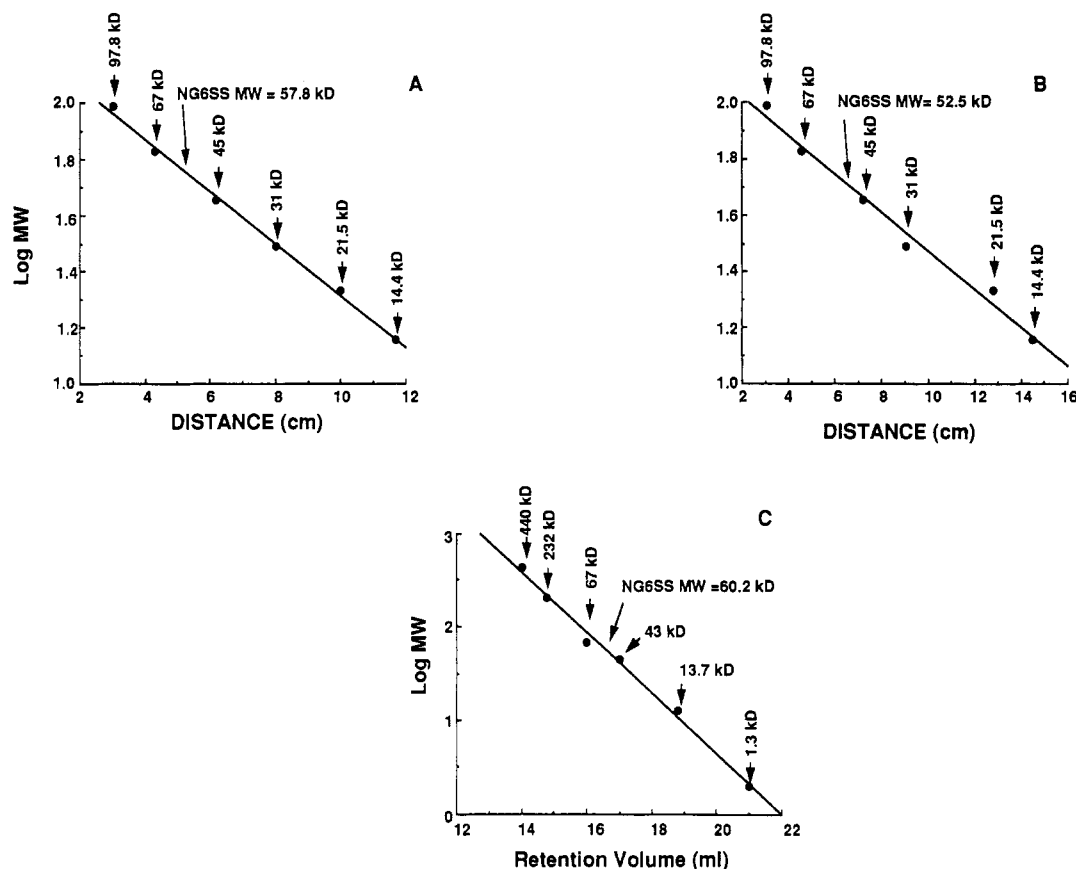 A
97.8 kD
67 kD
NG6SS MW = 57.8 kD
45 kD
31 kD
21.5 kD
14.4 kD
Log MW
2.0
1.8
1.6
1.4
1.2
1.0
2 4 6 8 10 12
DISTANCE (cm)
B
97.8 kD
67 kD
NG6SS MW= 52.5 kD
45 kD
31 kD
21.5 kD
14.4 kD
2.0
1.8
1.6
1.4
1.2
1.0
2 4 6 8 10 12 14 16
DISTANCE (cm)
C
440 kD
232 kD
67 kD
NG6SS MW =60.2 kD
43 kD
13.7 kD
1.3 kD
Log MW
3
2
1
0
12 14 16 18 20 22
Retention Volume (ml)